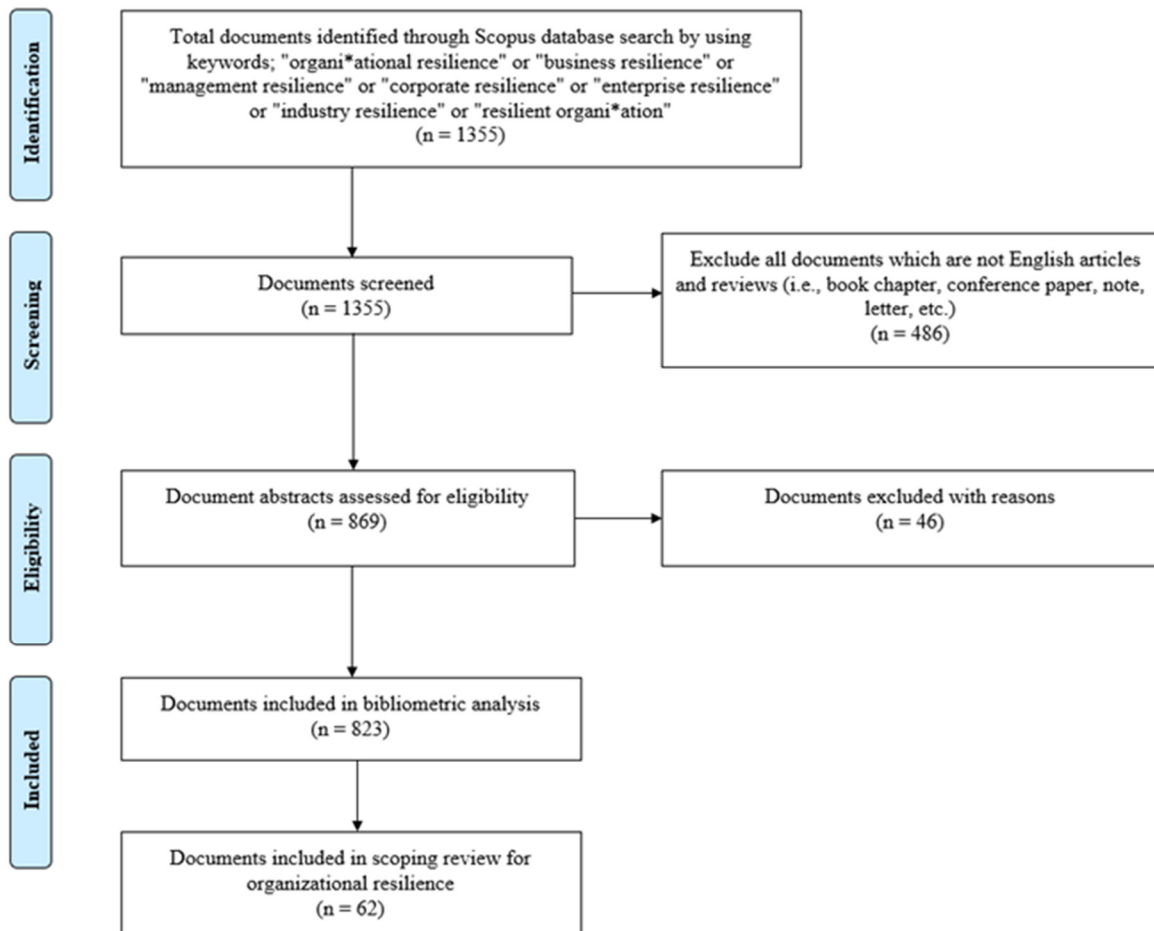 Identification
Total documents identified through Scopus database search by using
keywords; "organi*ational resilience" or "business resilience" or
"management resilience" or "corporate resilience" or "enterprise resilience"
or "industry resilience" or "resilient organi*ation"
(n = 1355)
Screening
Documents screened
(n = 1355)
Exclude all documents which are not English articles
and reviews (i.e., book chapter, conference paper, note,
letter, etc.)
(n = 486)
Eligibility
Document abstracts assessed for eligibility
(n = 869)
Documents excluded with reasons
(n = 46)
Included
Documents included in bibliometric analysis
(n = 823)
Documents included in scoping review for
organizational resilience
(n = 62)